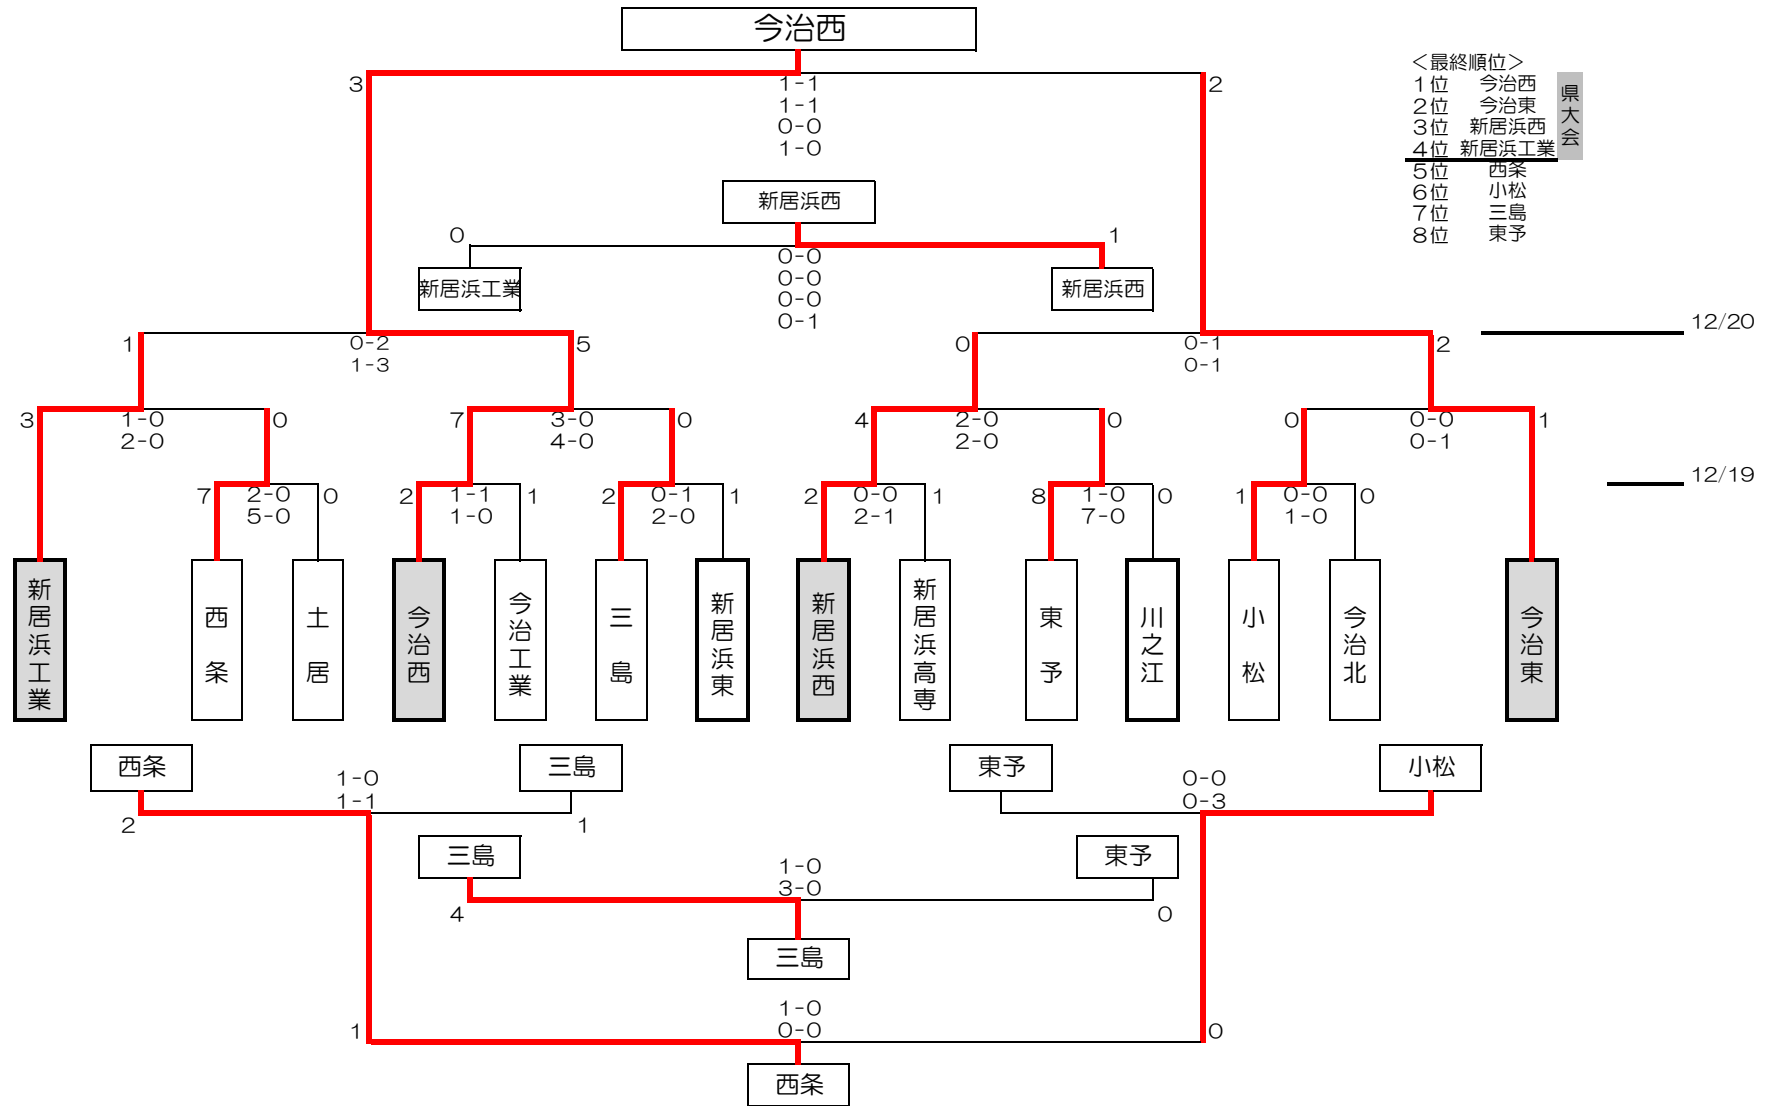 今治西
3
2
1-1
1-1
0-0
1-0
＜最終順位＞
1位 今治西
2位 今治東
3位 新居浜西
4位 新居浜工業
5位 西条
6位 小松
7位 三島
8位 東予
県大会
新居浜西
0
1
新居浜工業
新居浜西
0-0
0-0
0-0
0-1
12/20
1
0-2
1-3
5
0
0-1
0-1
2
3
1-0
2-0
0
7
3-0
4-0
0
4
2-0
2-0
0
0
0-0
0-1
1
12/19
7
2-0
5-0
0
2
1-1
1-0
1
2
0-1
2-0
1
2
0-0
2-1
1
8
1-0
7-0
0
1
0-0
1-0
0
新居浜工業
西条
土居
今治西
今治工業
三島
新居浜東
新居浜西
新居浜高専
東予
川之江
小松
今治北
今治東
西条
三島
東予
小松
1-0
1-1
2
1
0-0
0-3
三島
東予
1-0
3-0
4
0
三島
1-0
0-0
1
0
西条